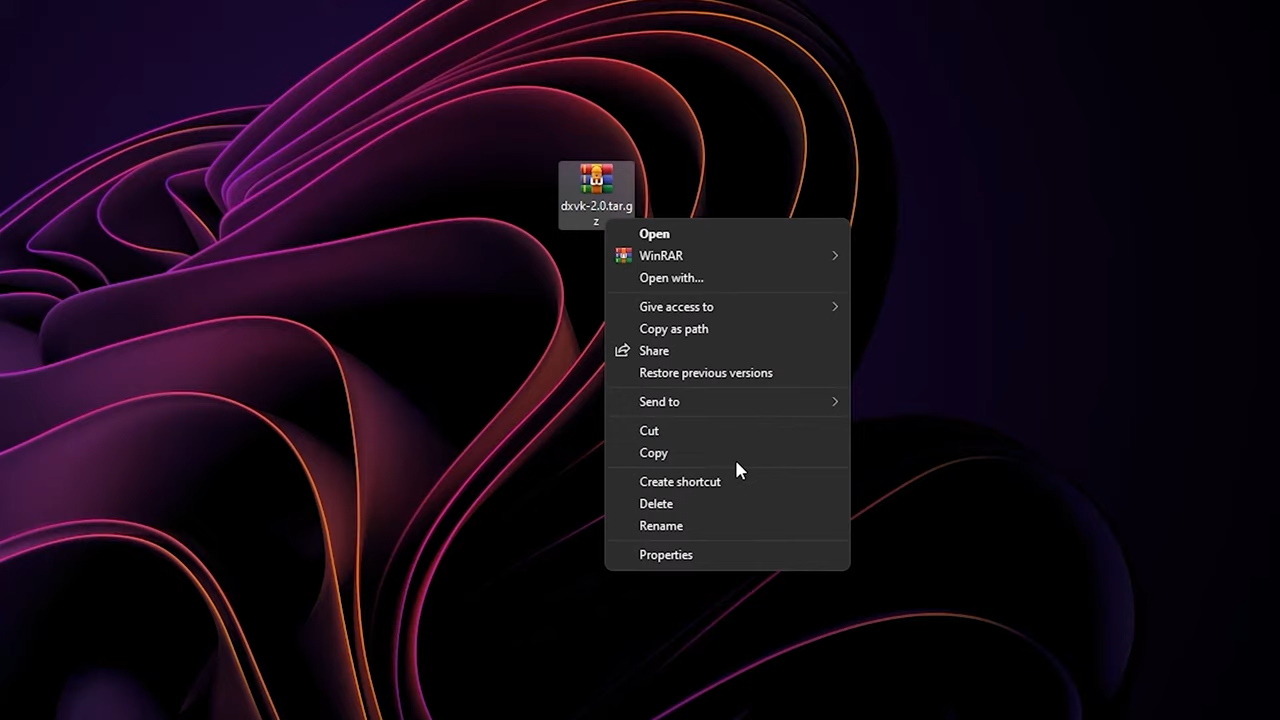 dxvk-2.0.tar.g
z
Open
WinRAR
Open with...
Give access to
Copy as path
Share
Restore previous versions
Send to
Cut
Copy
Create shortcut
Delete
Rename
Properties